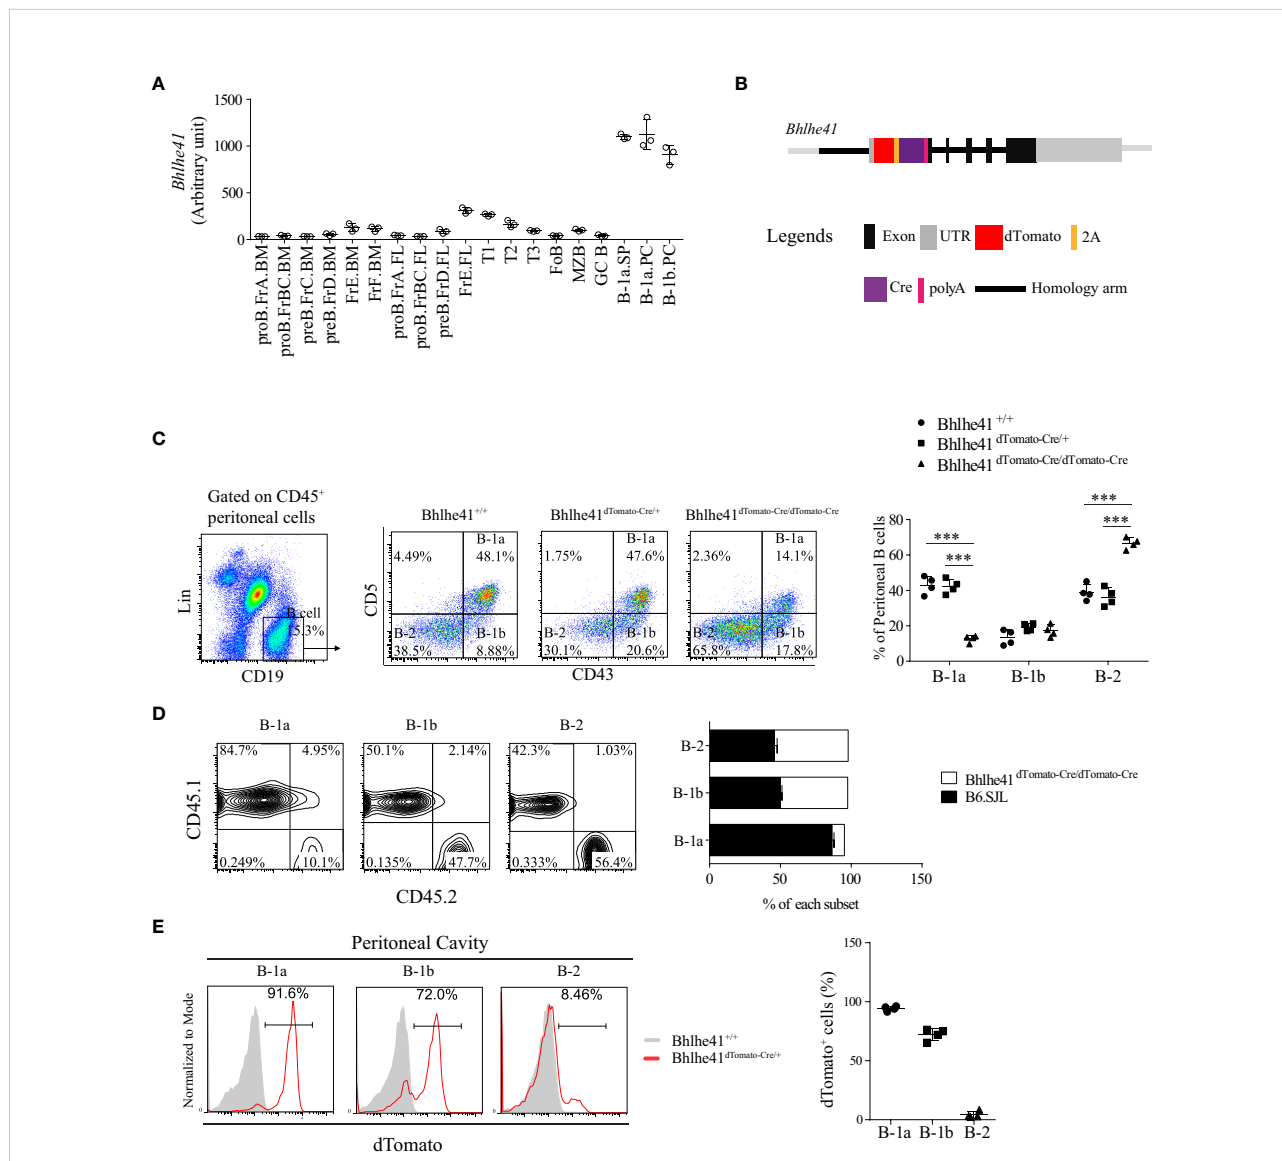 A
Bhlhe41
(Arbitrary unit)
1500
1000
500
0
proB.FrA.BM
proB.FrBC.BM
preB.FrC.BM
preB.FrD.BM
FrE.BM
FrF.BM
proB.FrA.FL
proB.FrBC.FL
preB.FrD.FL
FrE.FL
T1
T2
T3
FoB
MZB
GC B
B-1a.SP
B-1a.PC
B-1b.PC
B
Bhlhe41
Legends
Exon
UTR
dTomato
2A
Cre
polyA
Homology arm
C
Gated on CD45+
peritoneal cells
Lin
B cell
5.3%
CD19
Bhlhe41+/+
Bhlhe41dTomato-Cre/+
Bhlhe41dTomato-Cre/dTomato-Cre
CD5
4.49%
B-1a
48.1%
B-2
38.5%
B-1b
8.88%
1.75%
B-1a
47.6%
B-2
30.1%
B-1b
20.6%
2.36%
B-1a
14.1%
B-2
65.8%
B-1b
17.8%
CD43
Bhlhe41+/+
Bhlhe41dTomato-Cre/+
Bhlhe41dTomato-Cre/dTomato-Cre
% of Peritoneal B cells
80
60
40
20
0
***
***
***
***
B-1a
B-1b
B-2
D
B-1a
B-1b
B-2
CD45.1
84.7%
4.95%
0.249%
10.1%
50.1%
2.14%
0.135%
47.7%
42.3%
1.03%
0.333%
56.4%
CD45.2
B-2
B-1b
B-1a
0
50
100
150
% of each subset
Bhlhe41dTomato-Cre/dTomato-Cre
B6.SJL
E
Peritoneal Cavity
B-1a
B-1b
B-2
Normalized to Mode
91.6%
72.0%
8.46%
0
0
0
dTomato
Bhlhe41+/+
Bhlhe41dTomato-Cre/+
dTomato+ cells (%)
150
100
50
0
B-1a
B-1b
B-2